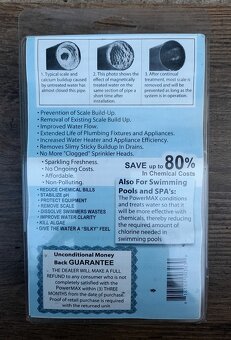 1. Typical scale and
calcium buildup caused
by untreated water has
almost closed this pipe.
2. This photo shows the
effect of magnetically
treated water on the
same section of pipe a
short time after
installation.
3. After continual
treatment, most scale is
removed and will be
prevented as long as the
system is in operation.
- Prevention of Scale Build-Up.
- Removal of Existing Scale Build Up.
- Improved Water Flow.
- Extended Life of Plumbing Fixtures and Appliances.
- Increased Water Heater and Appliance Efficiency.
- Removes Slimy Sticky Buildup In Drains.
- No More "Clogged" Sprinkler Heads.
- Sparkling Freshness.
- No Ongoing Costs.
- Affordable.
- Non-Polluting.
SAVE up to 80%
In Chemical Costs
- REDUCE CHEMICAL BILLS
- STABILIZE pH
- PROTECT EQUIPMENT
- REMOVE SCALE
- DISSOLVE SWIMMERS WASTES
- IMPROVE WATER CLARITY
- KILL ALGAE
- GIVE THE WATER A "SILKY" FEEL
Also For Swimming
Pools and SPA's:
The PowerMAX conditions
and treats water so that it
will be more effective with
chemicals, thereby reducing
the required amount of
chlorine needed in
swimming pools
Unconditional Money
Back GUARANTEE
THE DEALER WILL MAKE A FULL
REFUND to any consumer who is
not completely satisfied with the
PowerMAX within (3) THREE
MONTHS from the date of purchase.
Proof of retail purchase is required
with the returned unit.